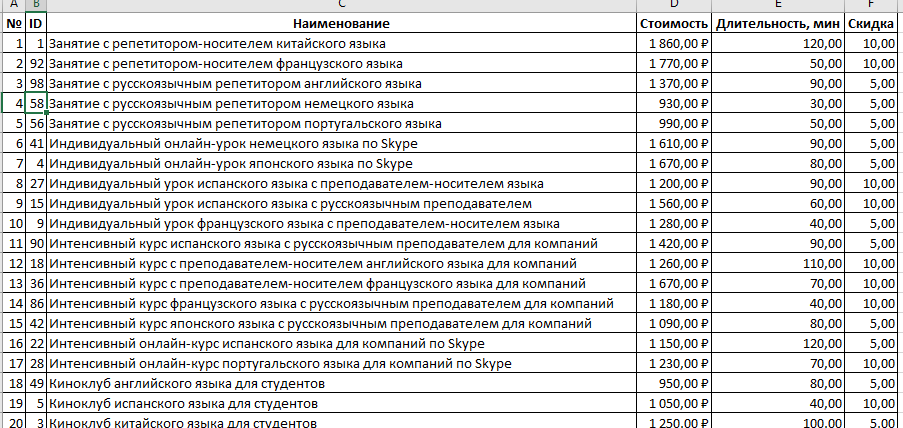 A B C D E F
№ ID Наименование Стоимость Длительность, мин Скидка
1 1 Занятие с репетитором-носителем китайского языка 1 860,00 ₽ 120,00 10,00
2 92 Занятие с репетитором-носителем французского языка 1 770,00 ₽ 50,00 10,00
3 98 Занятие с русскоязычным репетитором английского языка 1 370,00 ₽ 90,00 5,00
4 58 Занятие с русскоязычным репетитором немецкого языка 930,00 ₽ 30,00 5,00
5 56 Занятие с русскоязычным репетитором португальского языка 990,00 ₽ 50,00 5,00
6 41 Индивидуальный онлайн-урок немецкого языка по Skype 1 610,00 ₽ 90,00 5,00
7 4 Индивидуальный онлайн-урок японского языка по Skype 1 670,00 ₽ 80,00 5,00
8 27 Индивидуальный урок испанского языка с преподавателем-носителем языка 1 200,00 ₽ 90,00 10,00
9 15 Индивидуальный урок испанского языка с русскоязычным преподавателем 1 560,00 ₽ 60,00 10,00
10 9 Индивидуальный урок французского языка с преподавателем-носителем языка 1 280,00 ₽ 40,00 5,00
11 90 Интенсивный курс испанского языка с русскоязычным преподавателем для компаний 1 420,00 ₽ 90,00 5,00
12 18 Интенсивный курс с преподавателем-носителем английского языка для компаний 1 260,00 ₽ 110,00 10,00
13 36 Интенсивный курс с преподавателем-носителем французского языка для компаний 1 670,00 ₽ 70,00 10,00
14 86 Интенсивный курс французского языка с русскоязычным преподавателем для компаний 1 180,00 ₽ 40,00 10,00
15 42 Интенсивный курс японского языка с русскоязычным преподавателем для компаний 1 090,00 ₽ 80,00 5,00
16 22 Интенсивный онлайн-курс испанского языка для компаний по Skype 1 150,00 ₽ 120,00 5,00
17 28 Интенсивный онлайн-курс португальского языка для компаний по Skype 1 230,00 ₽ 70,00 10,00
18 49 Киноклуб английского языка для студентов 950,00 ₽ 80,00 5,00
19 5 Киноклуб испанского языка для студентов 1 050,00 ₽ 40,00 10,00
20 3 Киноклуб китайского языка для студентов 1 250,00 ₽ 100,00 5,00